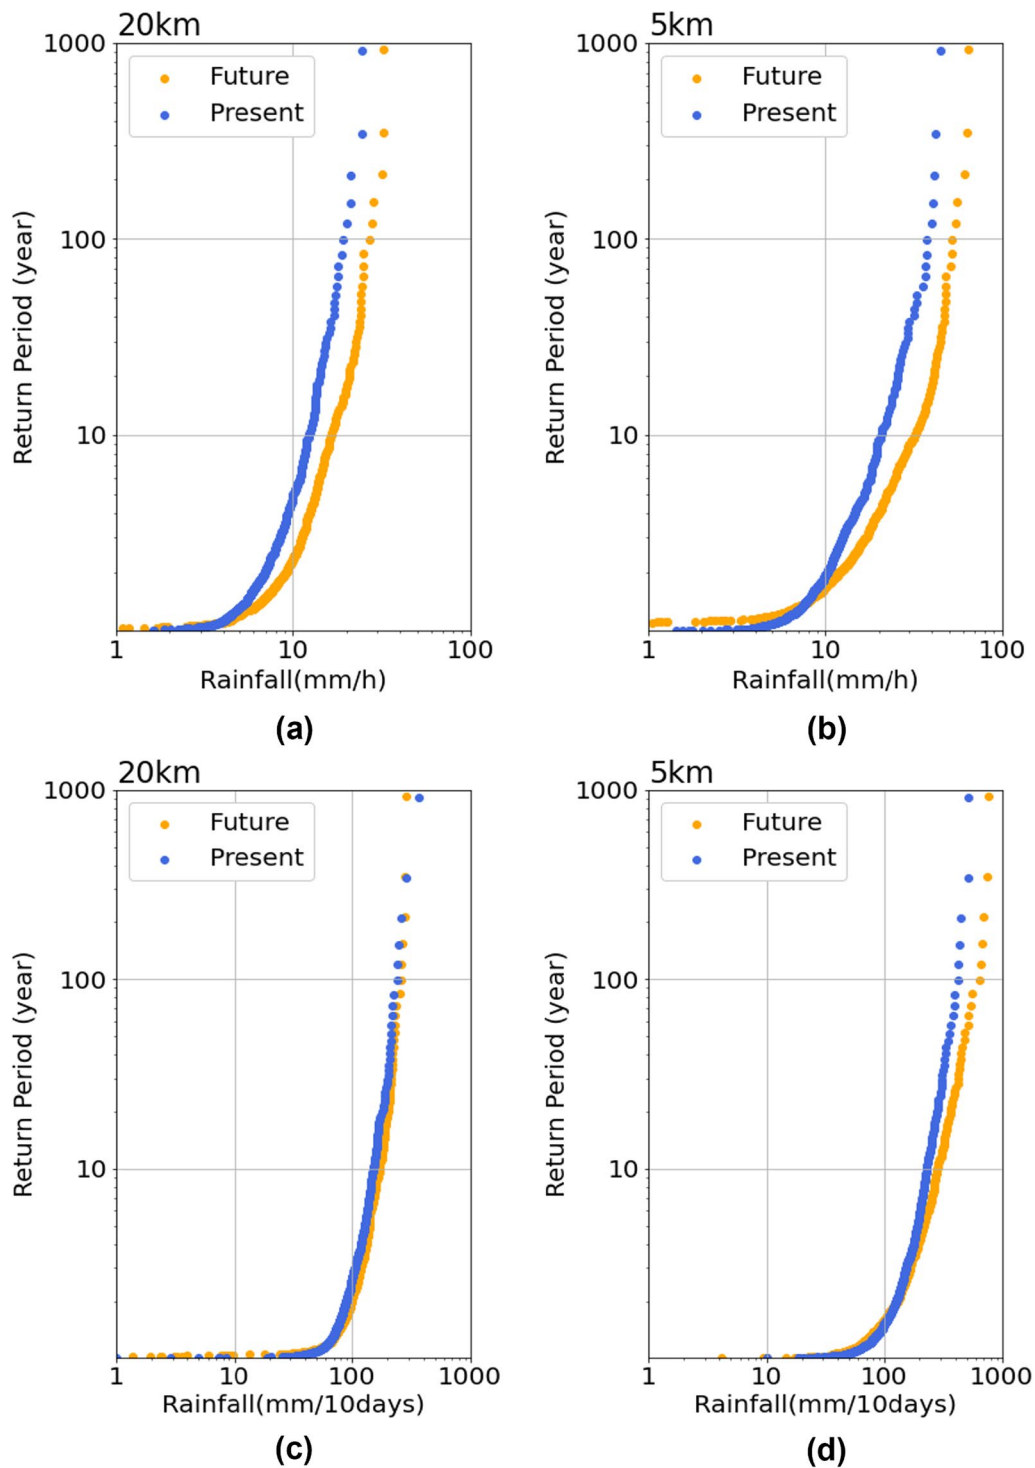 20km
1000
100
10
Return Period (year)
Future
Present
1 10 100
Rainfall(mm/h)
(a)
5km
1000
100
10
Return Period (year)
Future
Present
1 10 100
Rainfall(mm/h)
(b)
20km
1000
100
10
Return Period (year)
Future
Present
1 10 100 1000
Rainfall(mm/10days)
(c)
5km
1000
100
10
Return Period (year)
Future
Present
1 10 100 1000
Rainfall(mm/10days)
(d)